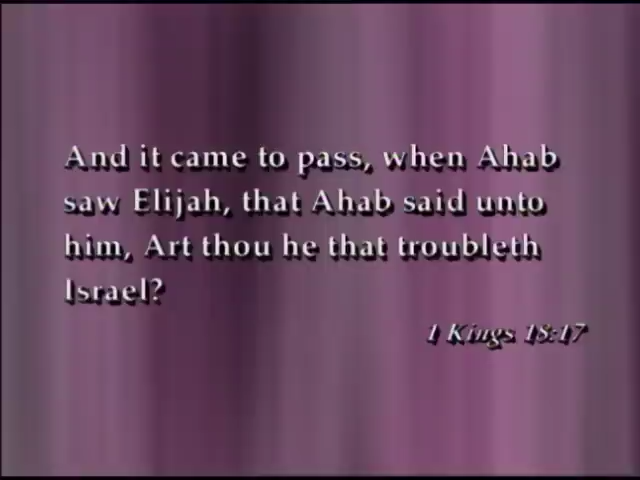 And it came to pass, when Ahab
saw Elijah, that Ahab said unto
him, Art thou he that troubleth
Israel?
1 Kings 18:17